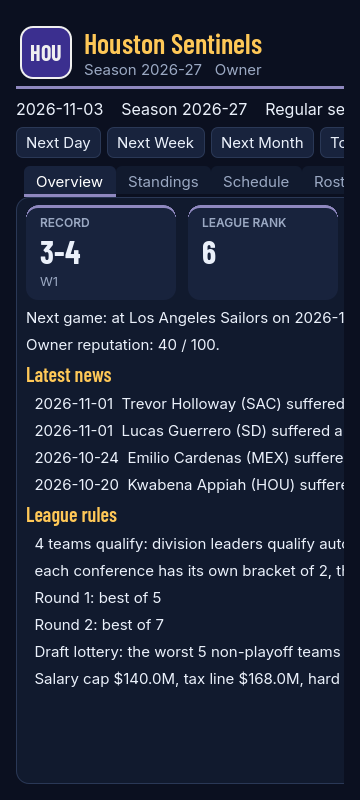 HOU
Houston Sentinels
Season 2026-27 Owner
2026-11-03 Season 2026-27 Regular se
Next Day Next Week Next Month To
Overview Standings Schedule Rost
RECORD LEAGUE RANK
3-4 6
W1
Next game: at Los Angeles Sailors on 2026-1
Owner reputation: 40 / 100.
Latest news
2026-11-01 Trevor Holloway (SAC) suffered
2026-11-01 Lucas Guerrero (SD) suffered a
2026-10-24 Emilio Cardenas (MEX) suffere
2026-10-20 Kwabena Appiah (HOU) suffere
League rules
4 teams qualify: division leaders qualify auto
each conference has its own bracket of 2, th
Round 1: best of 5
Round 2: best of 7
Draft lottery: the worst 5 non-playoff teams
Salary cap $140.0M, tax line $168.0M, hard